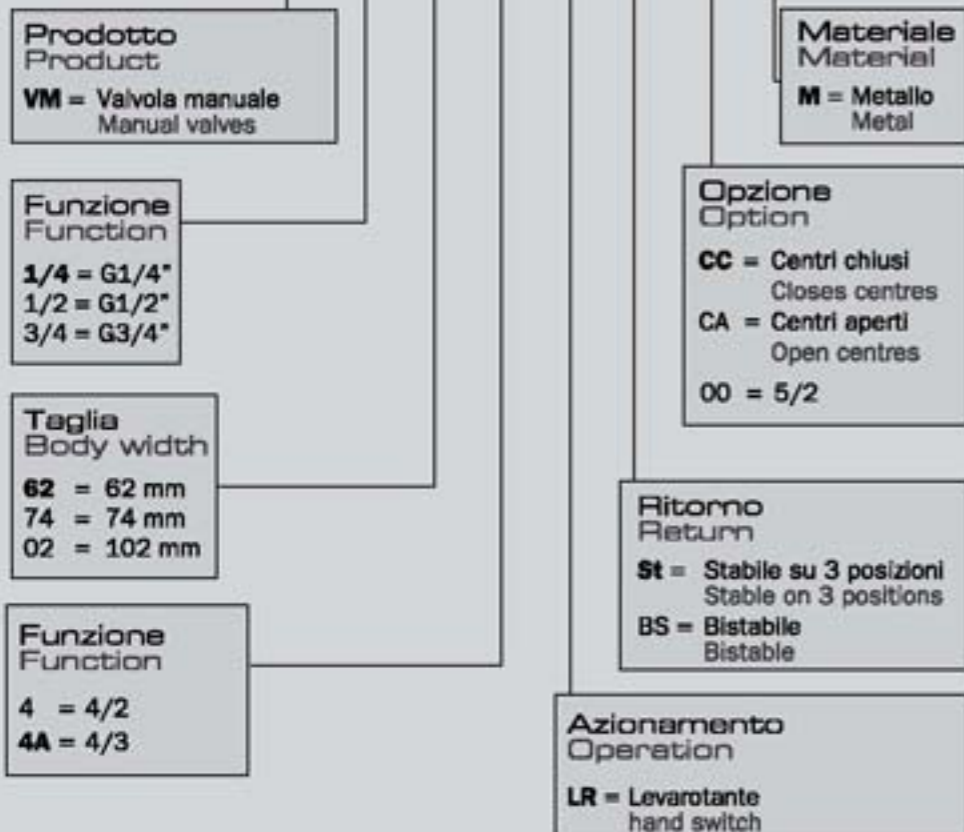 Prodotto
Product
VM = Valvola manuale
Manual valves
Funzione
Function
1/4 = G1/4"
1/2 = G1/2"
3/4 = G3/4"
Taglia
Body width
62 = 62 mm
74 = 74 mm
02 = 102 mm
Funzione
Function
4 = 4/2
4A = 4/3
Materiale
Material
M = Metallo
Metal
Opzione
Option
CC = Centri chiusi
Closes centres
CA = Centri aperti
Open centres
00 = 5/2
Ritorno
Return
St = Stabile su 3 posizioni
Stable on 3 positions
BS = Bistabile
Bistable
Azionamento
Operation
LR = Levarotante
hand switch